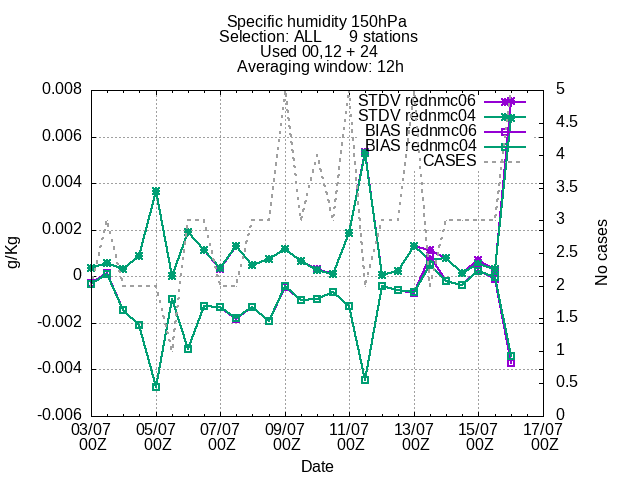 Specific humidity 150hPa
Selection: ALL 9 stations
Used 00,12 + 24
Averaging window: 12h
STDV rednmc06
STDV rednmc04
BIAS rednmc06
BIAS rednmc04
CASES
0.008
0.006
0.004
0.002
0
-0.002
-0.004
-0.006
g/Kg
5
4.5
4
3.5
3
2.5
2
1.5
1
0.5
0
No cases
03/07 05/07 07/07 09/07 11/07 13/07 15/07 17/07
00Z 00Z 00Z 00Z 00Z 00Z 00Z 00Z
Date